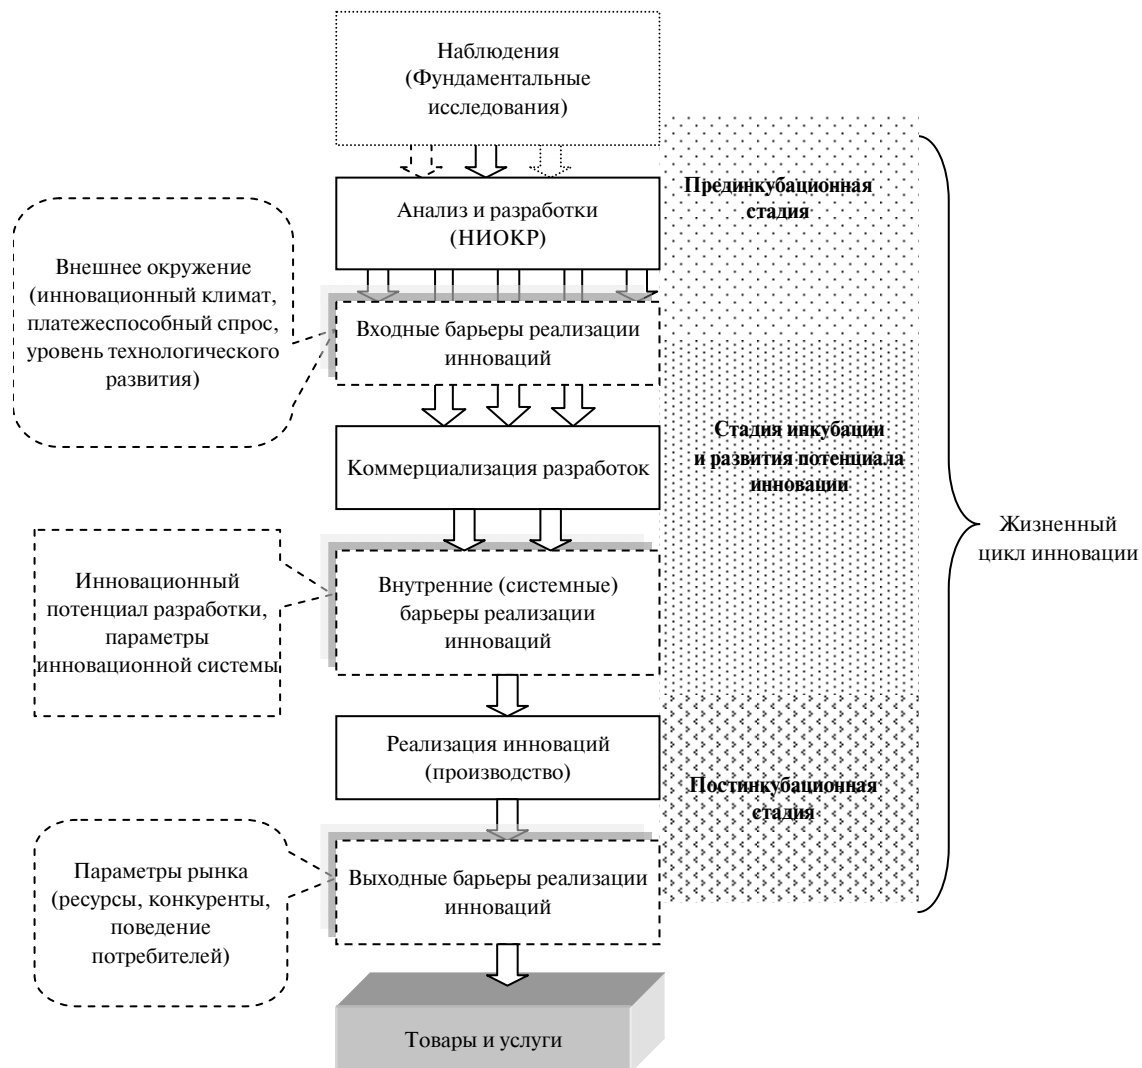 Наблюдения
(Фундаментальные
исследования)
Прединкубационная
стадия
Анализ и разработки
(НИОКР)
Внешнее окружение
(инновационный климат,
платежеспособный спрос,
уровень технологического
развития)
Входные барьеры реализации
инноваций
Стадия инкубации
и развития потенциала
инновации
Коммерциализация разработок
Жизненный
цикл инновации
Инновационный
потенциал разработки,
параметры
инновационной системы
Внутренние (системные)
барьеры реализации
инноваций
Реализация инноваций
(производство)
Постинкубационная
стадия
Параметры рынка
(ресурсы, конкуренты,
поведение
потребителей)
Выходные барьеры реализации
инноваций
Товары и услуги